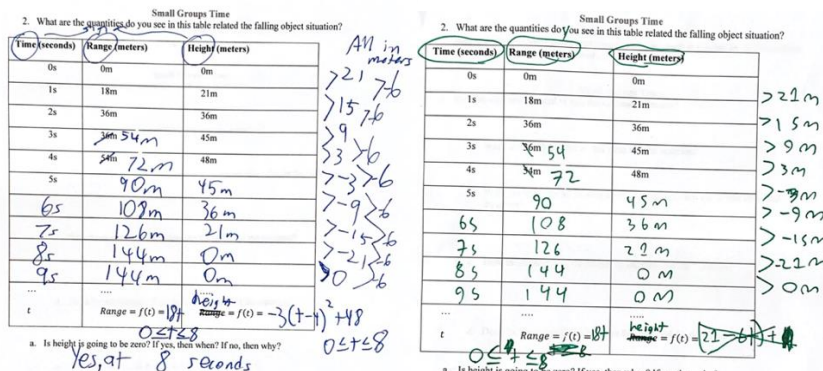 Small Groups Time
2. What are the quantities do you see in this table related the falling object situation?
Time (seconds) Range (meters) Height (meters)
All in meters
0s 0m 0m
1s 18m 21m
2s 36m 36m
3s 36m 54m 45m
4s 54m 72m 48m
5s 90m 45m
6s 108m 36m
7s 126m 21m
8s 144m 0m
9s 144m 0m
>21
>15
>9
>3
>-3
>-9
>-15
>-21
>0
>-6
>-6
>-6
>-6
>-6
>-6
>-6
>-6
.... ....
t Range = f(t) = 18t height Range = f(t) = -3(t-4)²+48
0≤t≤8 0≤t≤8
a. Is height is going to be zero? If yes, then when? If no, then why?
Yes, at 8 seconds
Small Groups Time
2. What are the quantities do you see in this table related the falling object situation?
Time (seconds) Range (meters) Height (meters)
0s 0m 0m
1s 18m 21m
2s 36m 36m
3s 36m 54 45m
4s 54m 72 48m
5s 90 45m
6s 108 36m
7s 126 21m
8s 144 0m
9s 144 0m
>21m
>15m
>9m
>3m
>-3m
>-9m
>-15m
>-21m
>0m
... ....
t Range = f(t) = 18t height Range = f(t) =
0≤t≤8